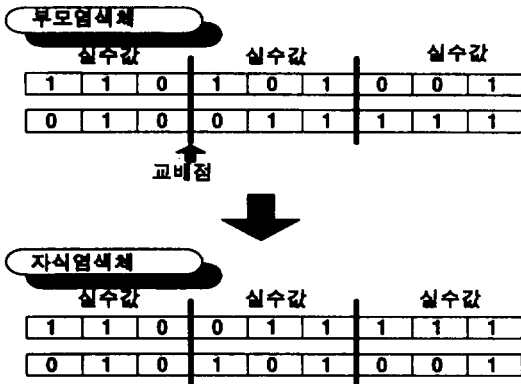 부모염색체
실수값 실수값 실수값
1 1 0 1 0 1 0 0 1
0 1 0 0 1 1 1 1 1
교배점
자식염색체
실수값 실수값 실수값
1 1 0 0 1 1 1 1 1
0 1 0 1 0 1 0 0 1